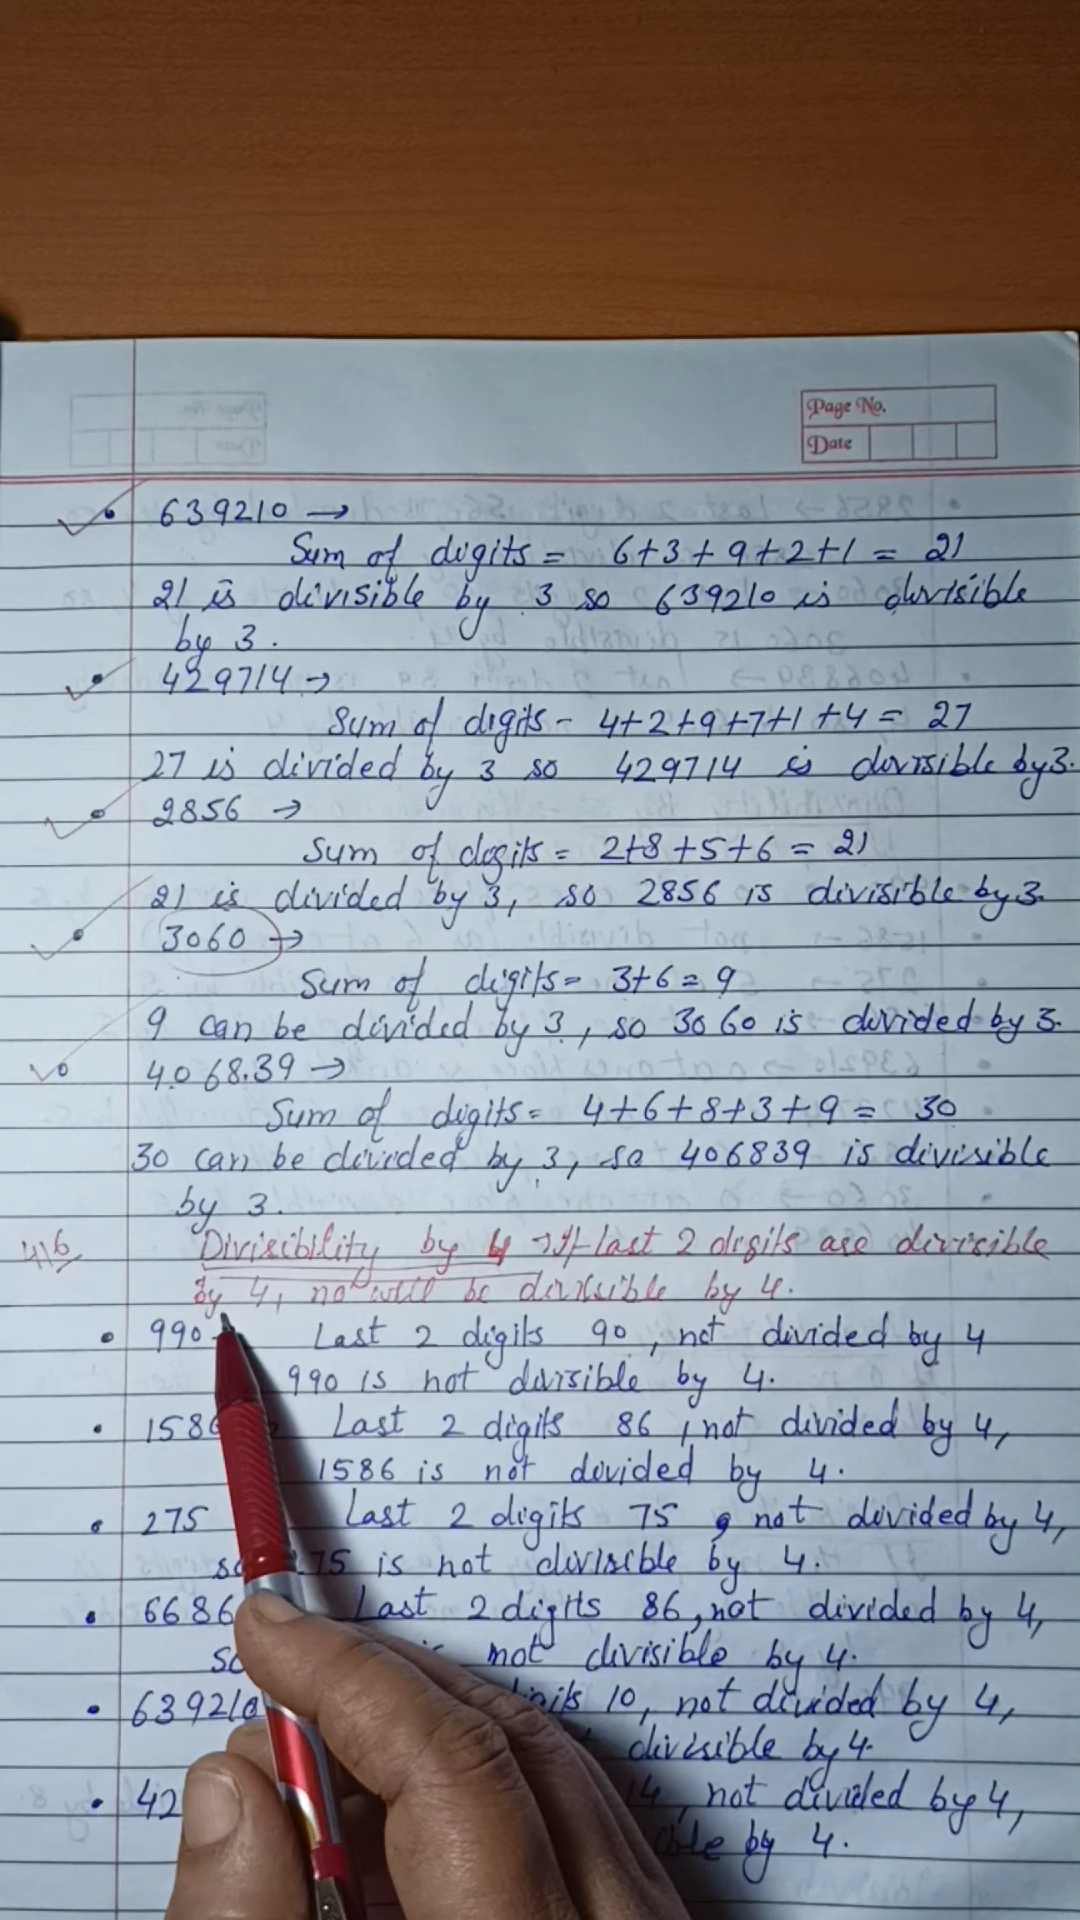 Page No.
Date
639210 →
Sum of digits = 6+3+9+2+1 = 21
21 is divisible by 3 so 639210 is divisible
by 3.
429714 →
Sum of digits - 4+2+9+7+1+4 = 27
27 is divided by 3 so 429714 is divisible by 3.
2856 →
Sum of digits = 2+8+5+6 = 21
21 is divided by 3, so 2856 is divisible by 3.
3060 →
Sum of digits = 3+6 = 9
9 can be divided by 3, so 3060 is divided by 3.
406839 →
Sum of digits = 4+6+8+3+9 = 30
30 can be divided by 3, so 406839 is divisible
by 3.
Divisibility by 4 → If last 2 digits are divisible
by 4, no will be divisible by 4.
990 Last 2 digits 90, not divided by 4
990 is not divisible by 4.
1586 Last 2 digits 86, not divided by 4,
1586 is not divided by 4.
275 Last 2 digits 75, not divided by 4,
275 is not divisible by 4.
6686 Last 2 digits 86, not divided by 4,
not divisible by 4.
639210 10, not divided by 4,
divisible by 4.
42 14, not divided by 4,
by 4.